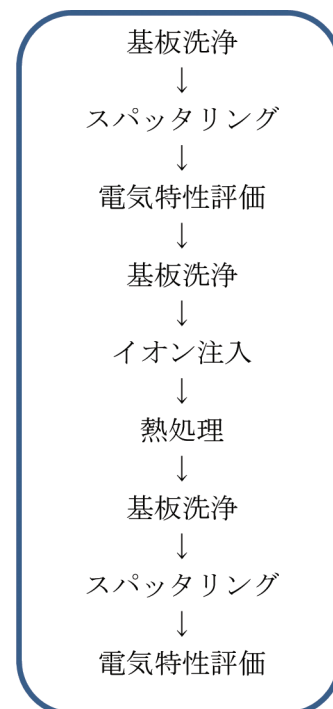 基板洗浄
↓
スパッタリング
↓
電気特性評価
↓
基板洗浄
↓
イオン注入
↓
熱処理
↓
基板洗浄
↓
スパッタリング
↓
電気特性評価